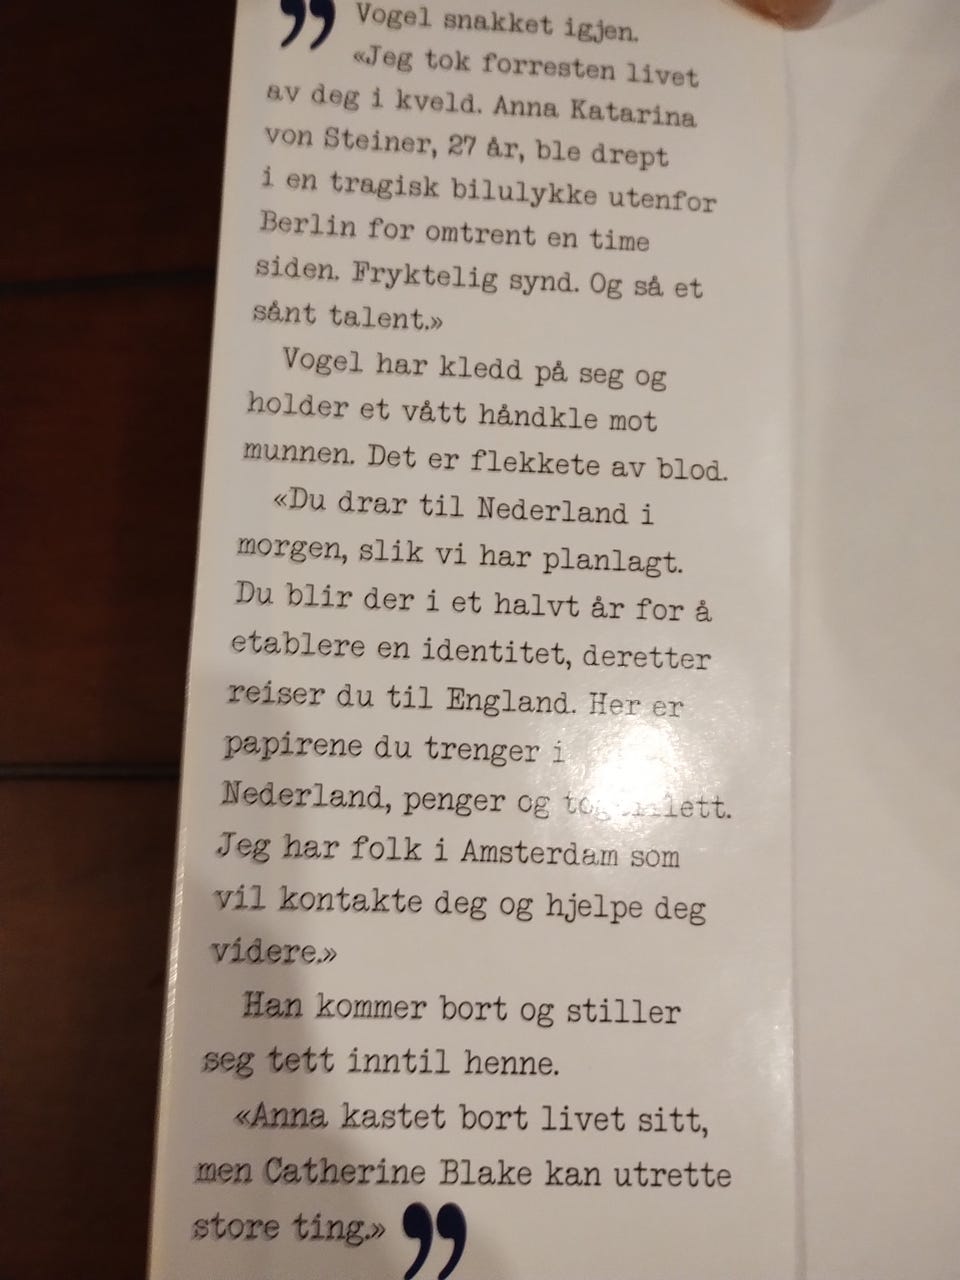 ” Vogel snakket igjen.
«Jeg tok forresten livet
av deg i kveld. Anna Katarina
von Steiner, 27 år, ble drept
i en tragisk bilulykke utenfor
Berlin for omtrent en time
siden. Fryktelig synd. Og så et
sånt talent.»
Vogel har kledd på seg og
holder et vått håndkle mot
munnen. Det er flekkete av blod.
«Du drar til Nederland i
morgen, slik vi har planlagt.
Du blir der i et halvt år for å
etablere en identitet, deretter
reiser du til England. Her er
papirene du trenger i
Nederland, penger og
Jeg har folk i Amsterdam som
vil kontakte deg og hjelpe deg
videre.»
Han kommer bort og stiller
seg tett inntil henne.
«Anna kastet bort livet sitt,
men Catherine Blake kan utrette
store ting.» ”